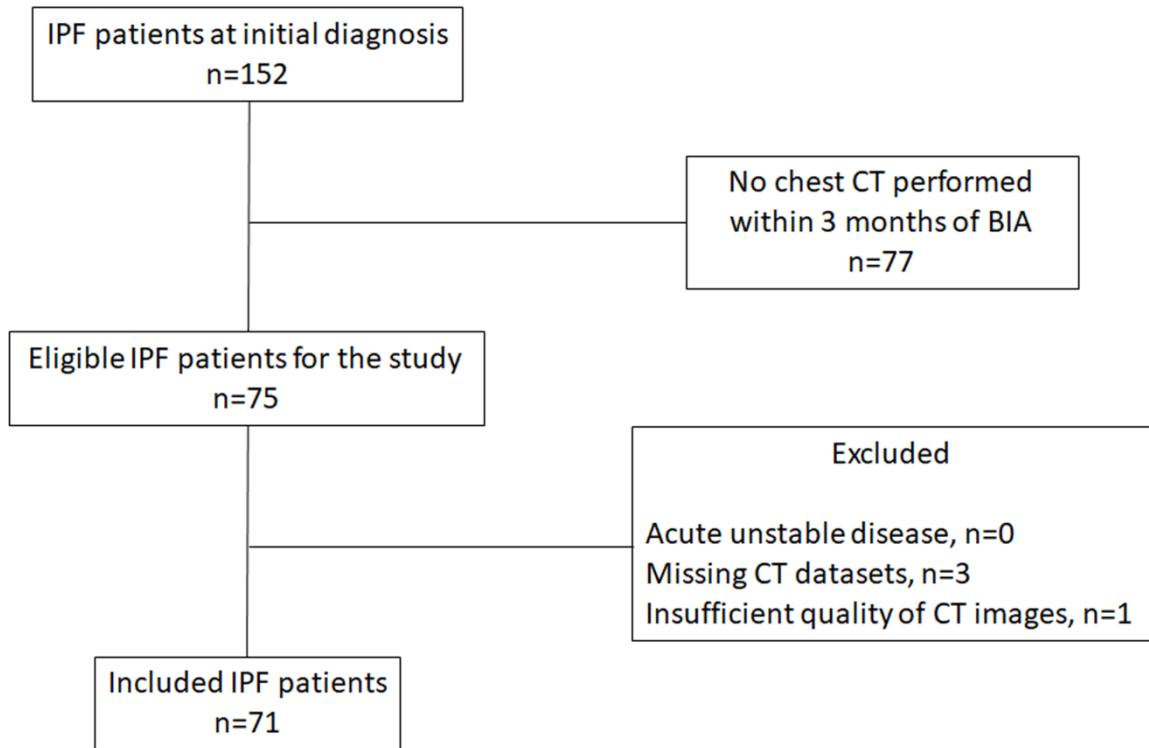 IPF patients at initial diagnosis
n=152
No chest CT performed
within 3 months of BIA
n=77
Eligible IPF patients for the study
n=75
Excluded
Acute unstable disease, n=0
Missing CT datasets, n=3
Insufficient quality of CT images, n=1
Included IPF patients
n=71